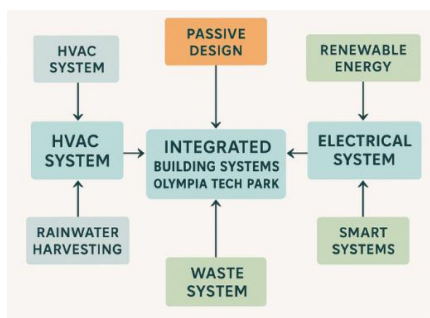 HVAC
SYSTEM
PASSIVE
DESIGN
RENEWABLE
ENERGY
HVAC
SYSTEM
INTEGRATED
BUILDING SYSTEMS
OLYMPIA TECH PARK
ELECTRICAL
SYSTEM
RAINWATER
HARVESTING
WASTE
SYSTEM
SMART
SYSTEMS